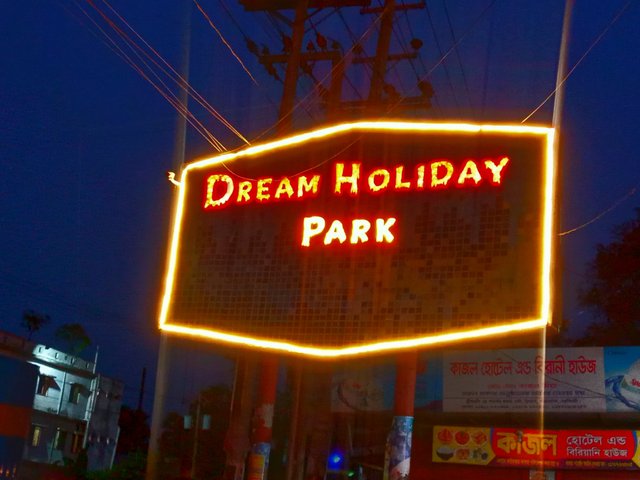 DREAM HOLIDAY
PARK
কাজল হোটেল এন্ড বিরানী হাউজ
কাজল হোটেল এন্ড
বিরানি হাউজ